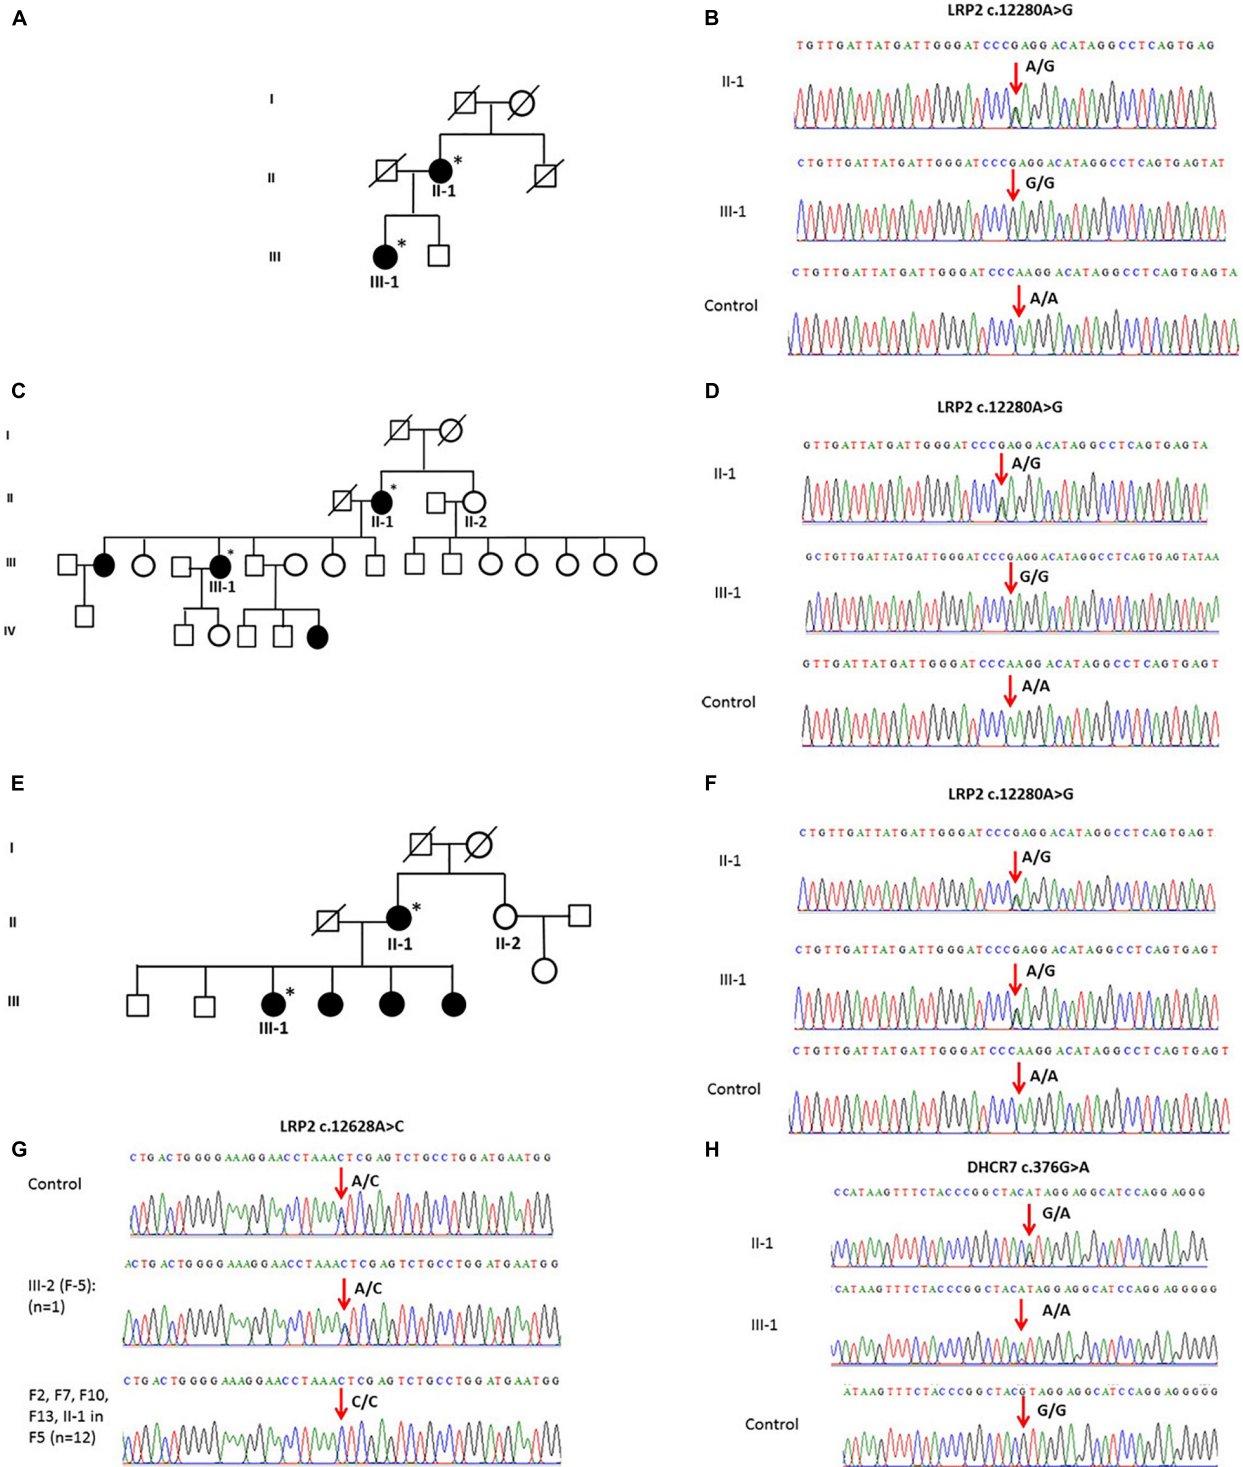 A
I
II
II-1
*
III
III-1
*
B
LRP2 c.12280A>G
TGTTGATTATGATTGGGATCCCGAGGACATAGGCCTCAGTGAG
II-1
A/G
CTGTTGATTATGATTGGGATCCCGAGGACATAGGCCTCAGTGAGTAT
III-1
G/G
CTGTTGATTATGATTGGGATCCCAAGGACATAGGCCTCAGTGAGTA
Control
A/A
C
I
II
II-1
*
II-2
III
III-1
*
IV
D
LRP2 c.12280A>G
GTTGATTATGATTGGGATCCCGAGGACATAGGCCTCAGTGAGTA
II-1
A/G
GCTGTTGATTATGATTGGGATCCCGAGGACATAGGCCTCAGTGAGTATAA
III-1
G/G
GTTGATTATGATTGGGATCCCAAGGACATAGGCCTCAGTGAGT
Control
A/A
E
I
II
II-1
*
II-2
III
III-1
*
F
LRP2 c.12280A>G
CTGTTGATTATGATTGGGATCCCGAGGACATAGGCCTCAGTGAGT
II-1
A/G
CTGTTGATTATGATTGGGATCCCGAGGACATAGGCCTCAGTGAGT
III-1
A/G
CTGTTGATTATGATTGGGATCCCAAGGACATAGGCCTCAGTGAGT
Control
A/A
G
LRP2 c.12628A>C
CTGACTGGGGAAAGGAACCTAAACTCGAGTCTGCCTGGATGAATGG
Control
A/C
ACTGACTGGGGAAAGGAACCTAAACTCGAGTCTGCCTGGATGAATGG
III-2 (F-5):
(n=1)
A/C
CTGACTGGGGAAAGGAACCTAAACTCGAGTCTGCCTGGATGAATGG
F2, F7, F10,
F13, II-1 in
F5 (n=12)
C/C
H
DHCR7 c.376G>A
CCATAAGTTTCTACCCGGCTACATAGGAGGCATCCAGGAGGG
II-1
G/A
CATAAGTTTCTACCCGGCTACATAGGAGGCATCCAGGAGGGGG
III-1
A/A
ATAAGTTTCTACCCGGCTACGTAGGAGGCATCCAGGAGGGGG
Control
G/G